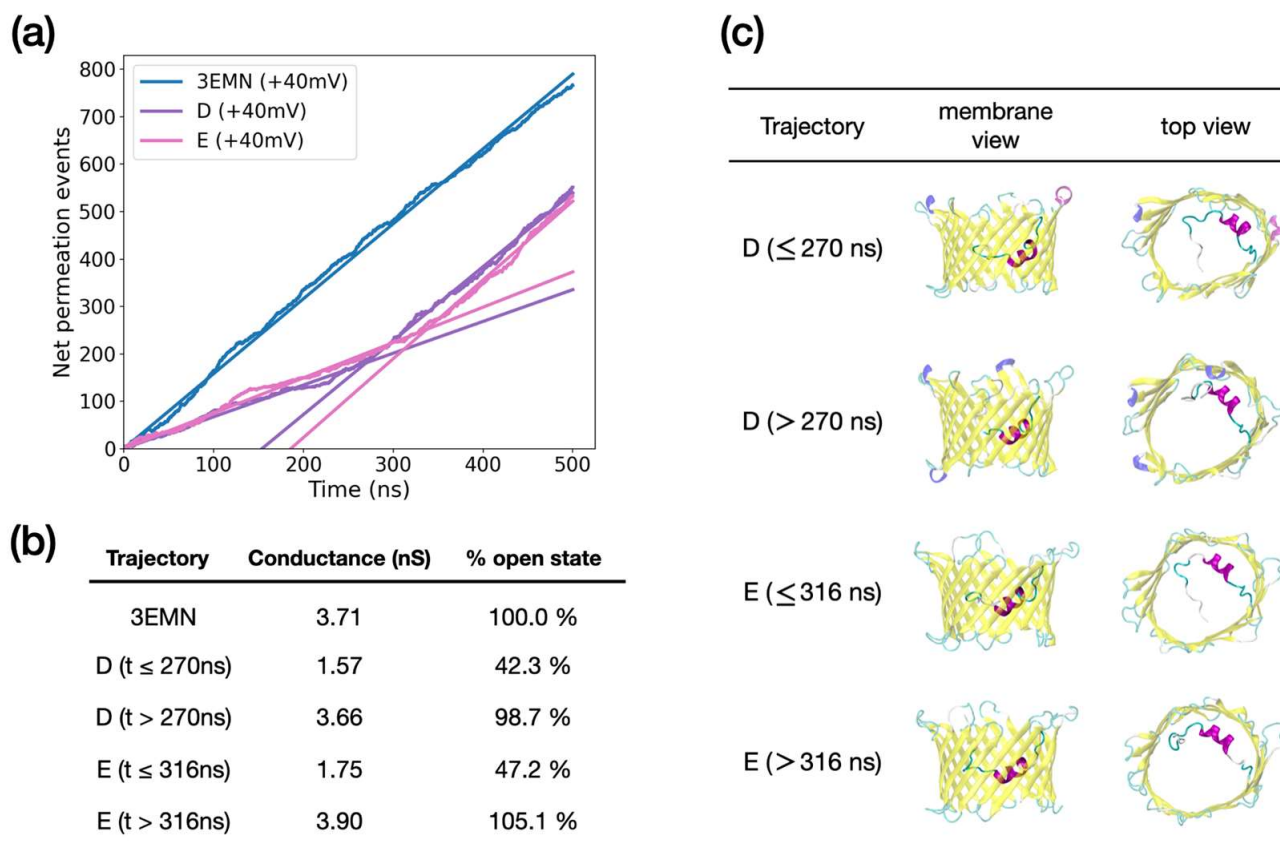 (a)
800
700
600
500
400
300
200
100
0
Net permeation events
3EMN (+40mV)
D (+40mV)
E (+40mV)
0 100 200 300 400 500
Time (ns)
(b)
Trajectory Conductance (nS) % open state
3EMN 3.71 100.0 %
D (t ≤ 270ns) 1.57 42.3 %
D (t > 270ns) 3.66 98.7 %
E (t ≤ 316ns) 1.75 47.2 %
E (t > 316ns) 3.90 105.1 %
(c)
Trajectory membrane view top view
D (≤ 270 ns)
D (> 270 ns)
E (≤ 316 ns)
E (> 316 ns)